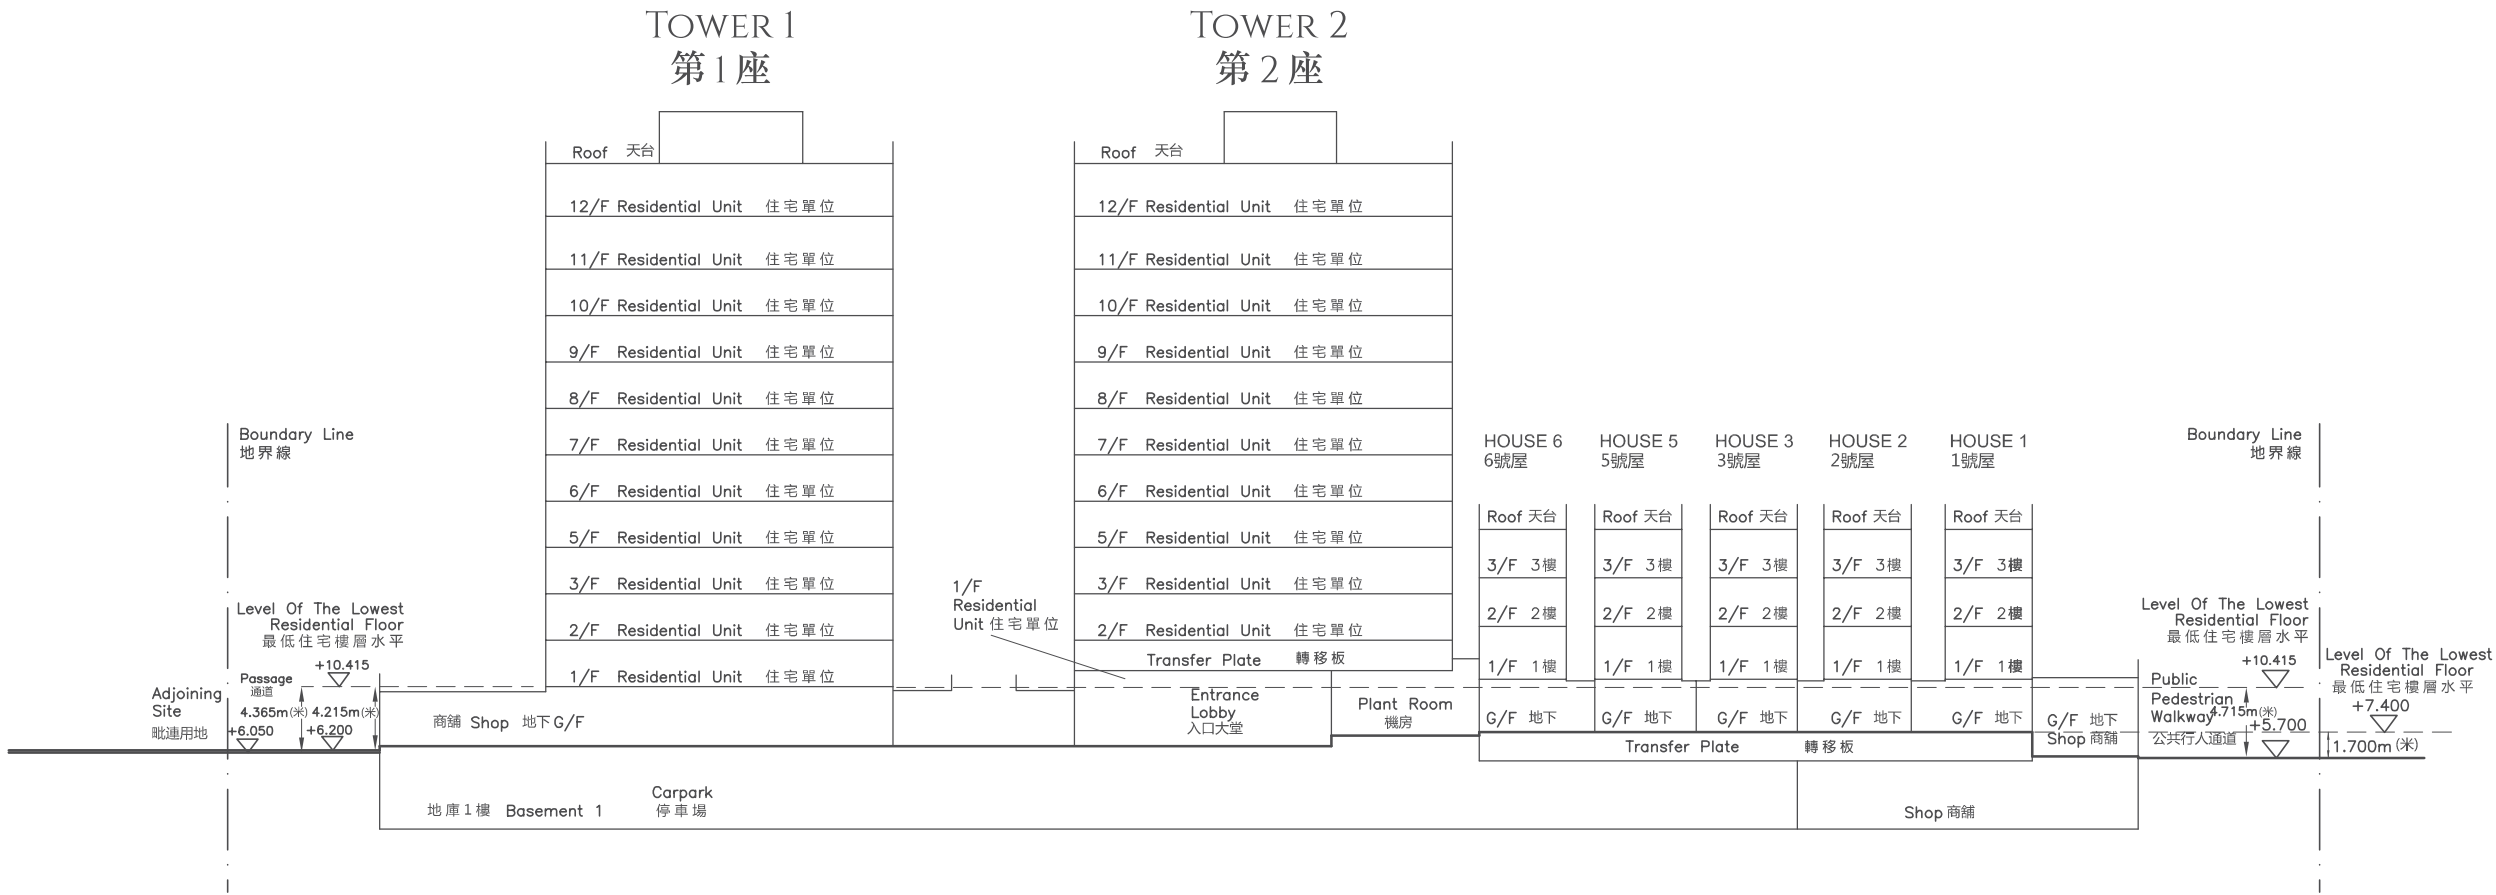 TOWER 1
第1座
TOWER 2
第2座
Roof 天台
12/F Residential Unit 住宅單位
11/F Residential Unit 住宅單位
10/F Residential Unit 住宅單位
9/F Residential Unit 住宅單位
8/F Residential Unit 住宅單位
7/F Residential Unit 住宅單位
6/F Residential Unit 住宅單位
5/F Residential Unit 住宅單位
3/F Residential Unit 住宅單位
2/F Residential Unit 住宅單位
1/F Residential Unit 住宅單位
商舖 Shop 地下 G/F
Roof 天台
12/F Residential Unit 住宅單位
11/F Residential Unit 住宅單位
10/F Residential Unit 住宅單位
9/F Residential Unit 住宅單位
8/F Residential Unit 住宅單位
7/F Residential Unit 住宅單位
6/F Residential Unit 住宅單位
5/F Residential Unit 住宅單位
3/F Residential Unit 住宅單位
2/F Residential Unit 住宅單位
Transfer Plate 轉移板
1/F
Residential
Unit 住宅單位
Entrance
Lobby
入口大堂
Plant Room
機房
HOUSE 6
6號屋
Roof 天台
3/F 3樓
2/F 2樓
1/F 1樓
G/F 地下
HOUSE 5
5號屋
Roof 天台
3/F 3樓
2/F 2樓
1/F 1樓
G/F 地下
HOUSE 3
3號屋
Roof 天台
3/F 3樓
2/F 2樓
1/F 1樓
G/F 地下
HOUSE 2
2號屋
Roof 天台
3/F 3樓
2/F 2樓
1/F 1樓
G/F 地下
HOUSE 1
1號屋
Roof 天台
3/F 3樓
2/F 2樓
1/F 1樓
G/F 地下
Transfer Plate 轉移板
G/F 地下
Shop 商舖
Boundary Line
地界線
Level Of The Lowest
Residential Floor
最低住宅樓層水平
+10.415
Passage
通道
Adjoining
Site
毗連用地
4.365m(米)
4.215m(米)
+6.050
+6.200
Boundary Line
地界線
Level Of The Lowest
Residential Floor
最低住宅樓層水平
+10.415
Public
Pedestrian
Walkway
公共行人通道
4.715m(米)
+5.700
Level Of The Lowest
Residential Floor
最低住宅樓層水平
+7.400
1.700m(米)
地庫1樓 Basement 1
Carpark
停車場
Shop 商舖